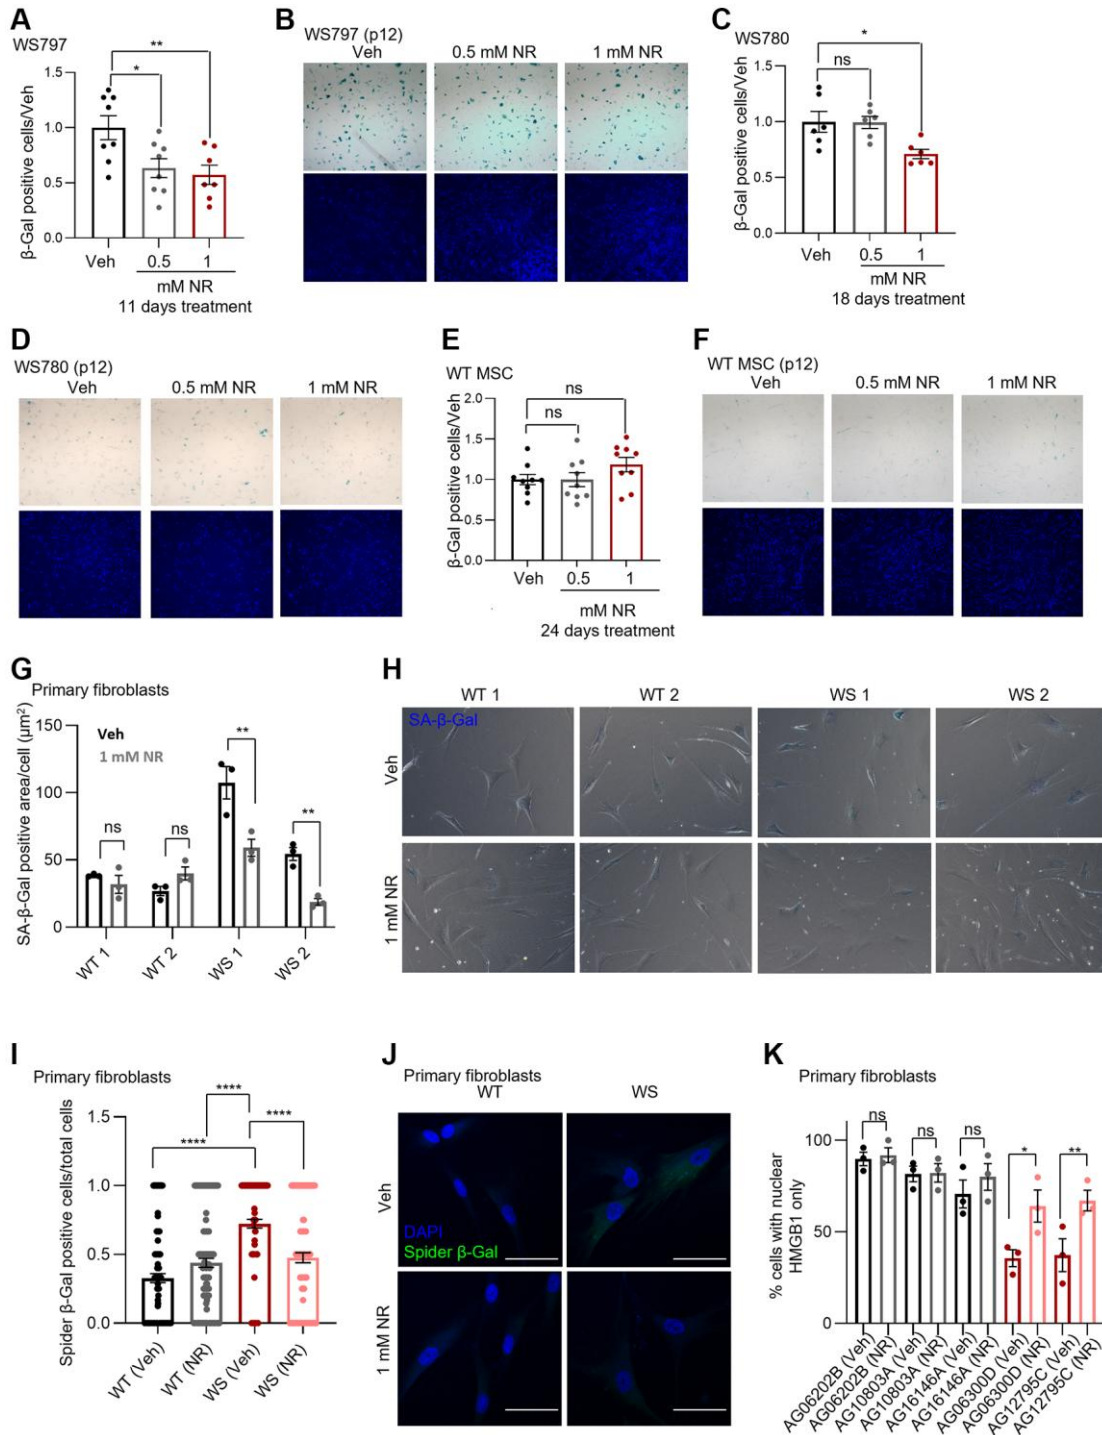 A
WS797
β-Gal positive cells/Veh
1.5
1.0
0.5
0.0
**
*
Veh
0.5
1
mM NR
11 days treatment
B
WS797 (p12)
Veh
0.5 mM NR
1 mM NR
C
WS780
β-Gal positive cells/Veh
1.5
1.0
0.5
0.0
*
ns
Veh
0.5
1
mM NR
18 days treatment
D
WS780 (p12)
Veh
0.5 mM NR
1 mM NR
E
WT MSC
β-Gal positive cells/Veh
2.0
1.5
1.0
0.5
0.0
ns
ns
Veh
0.5
1
mM NR
24 days treatment
F
WT MSC (p12)
Veh
0.5 mM NR
1 mM NR
G
Primary fibroblasts
SA-β-Gal positive area/cell (µm²)
150
100
50
0
Veh
1 mM NR
ns
ns
**
**
WT 1
WT 2
WS 1
WS 2
H
WT 1
WT 2
WS 1
WS 2
SA-β-Gal
Veh
1 mM NR
I
Primary fibroblasts
Spider β-Gal positive cells/total cells
1.5
1.0
0.5
0.0
****
****
****
WT (Veh)
WT (NR)
WS (Veh)
WS (NR)
J
Primary fibroblasts
WT
WS
Veh
DAPI
Spider β-Gal
1 mM NR
K
Primary fibroblasts
% cells with nuclear
HMGB1 only
100
50
0
ns
ns
ns
*
**
AG06202B (Veh)
AG06202B (NR)
AG10803A (Veh)
AG10803A (NR)
AG16146A (Veh)
AG16146A (NR)
AG06300D (Veh)
AG06300D (NR)
AG12795C (Veh)
AG12795C (NR)